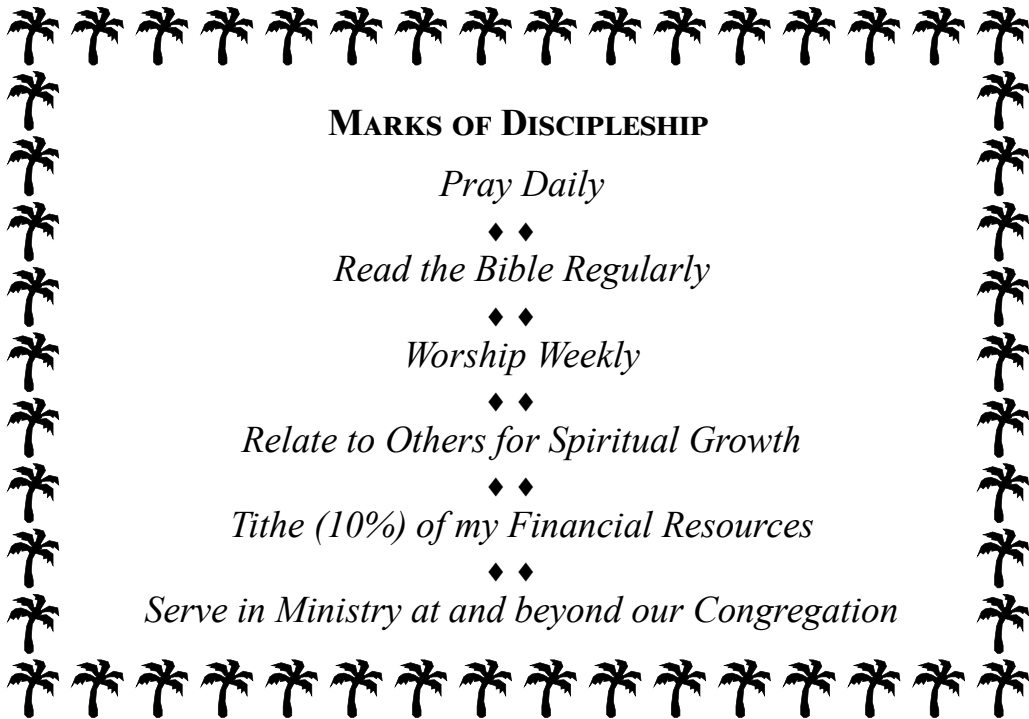 MARKS OF DISCIPLESHIP
Pray Daily
♦ ♦
Read the Bible Regularly
♦ ♦
Worship Weekly
♦ ♦
Relate to Others for Spiritual Growth
♦ ♦
Tithe (10%) of my Financial Resources
♦ ♦
Serve in Ministry at and beyond our Congregation